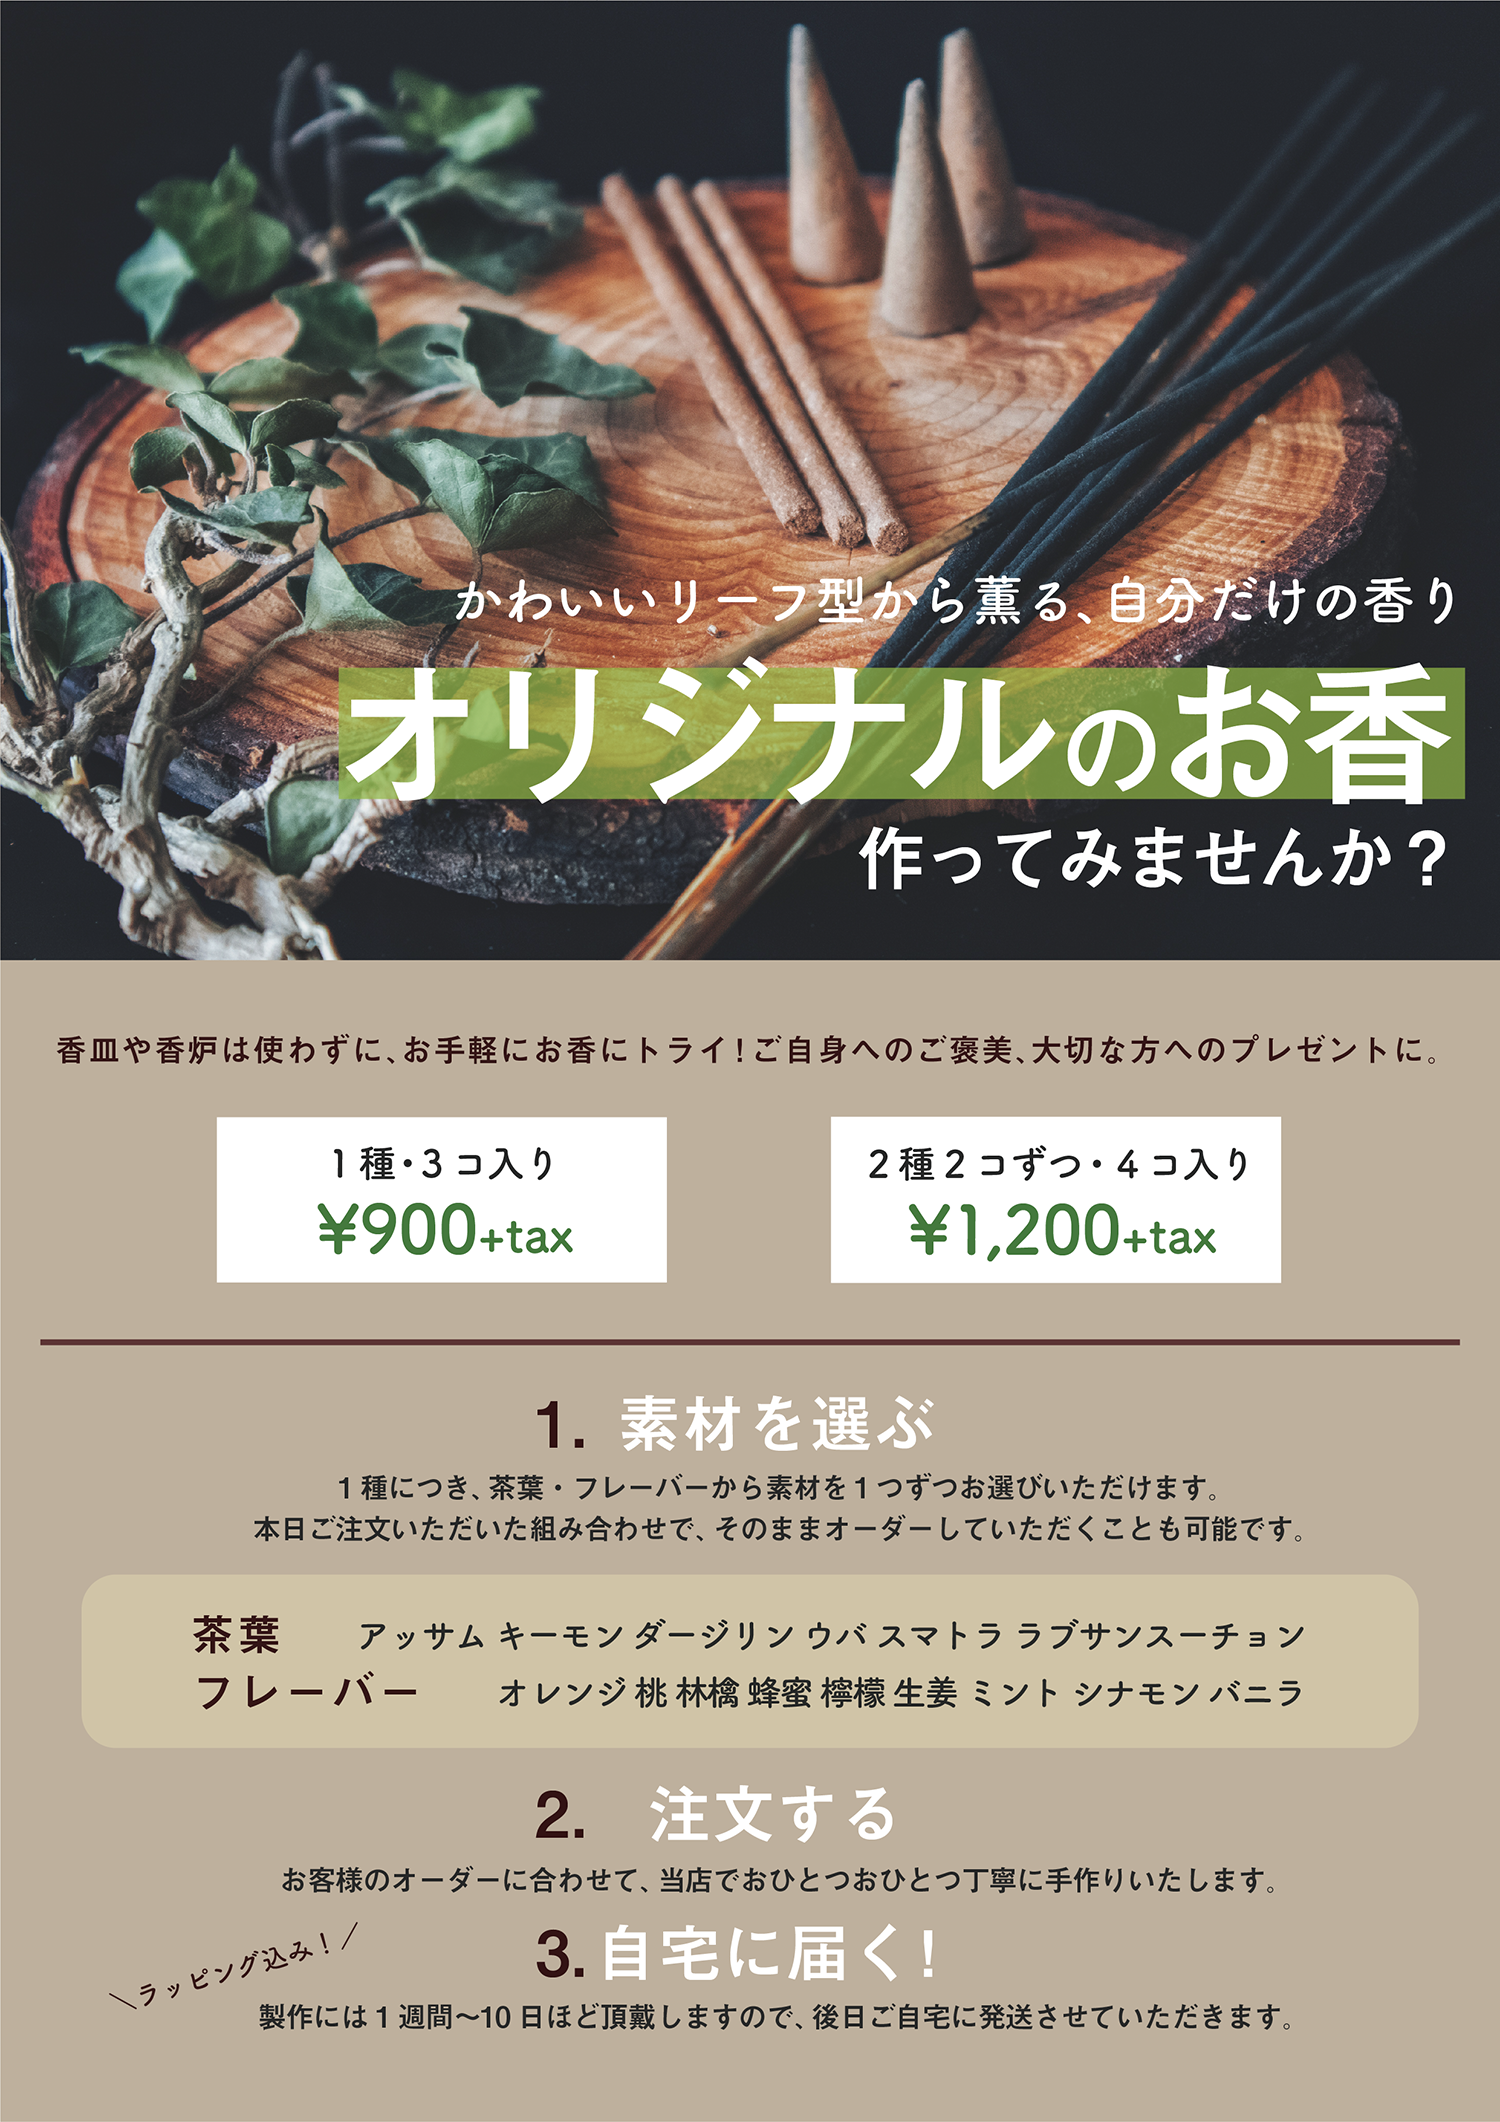 かわいいリーフ型から薫る、自分だけの香り
オリジナルのお香
作ってみませんか？
香皿や香炉は使わずに、お手軽にお香にトライ！ご自身へのご褒美、大切な方へのプレゼントに。
1種・3コ入り
¥900+tax
2種2コずつ・4コ入り
¥1,200+tax
1. 素材を選ぶ
1種につき、茶葉・フレーバーから素材を1つずつお選びいただけます。
本日ご注文いただいた組み合わせで、そのままオーダーしていただくことも可能です。
茶葉 アッサム キーモン ダージリン ウバ スマトラ ラブサンスーチョン
フレーバー オレンジ 桃 林檎 蜂蜜 檸檬 生姜 ミント シナモン バニラ
2. 注文する
お客様のオーダーに合わせて、当店でおひとつおひとつ丁寧に手作りいたします。
＼ラッピング込み！／
3. 自宅に届く！
製作には1週間〜10日ほど頂戴しますので、後日ご自宅に発送させていただきます。